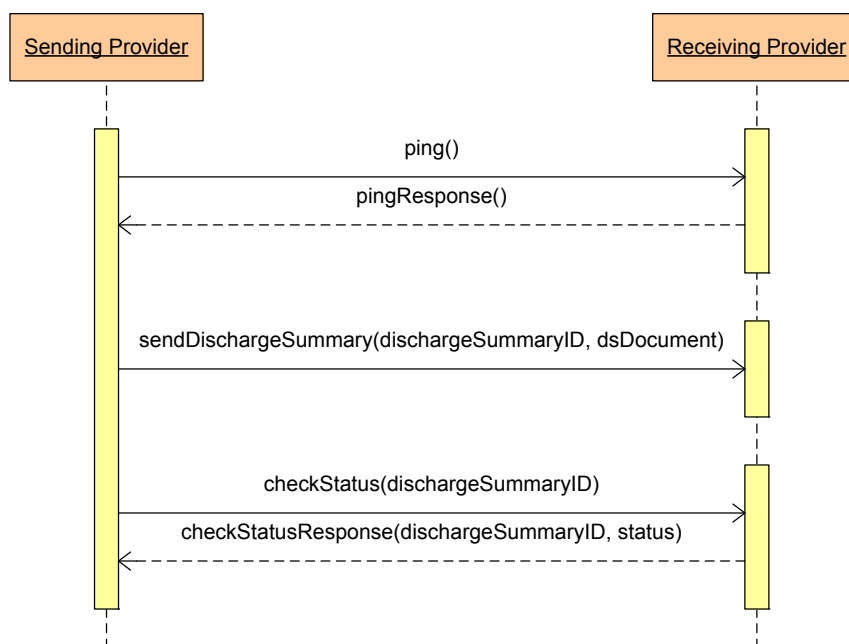 Sending Provider
Receiving Provider
ping()
pingResponse()
sendDischargeSummary(dischargeSummaryID, dsDocument)
checkStatus(dischargeSummaryID)
checkStatusResponse(dischargeSummaryID, status)